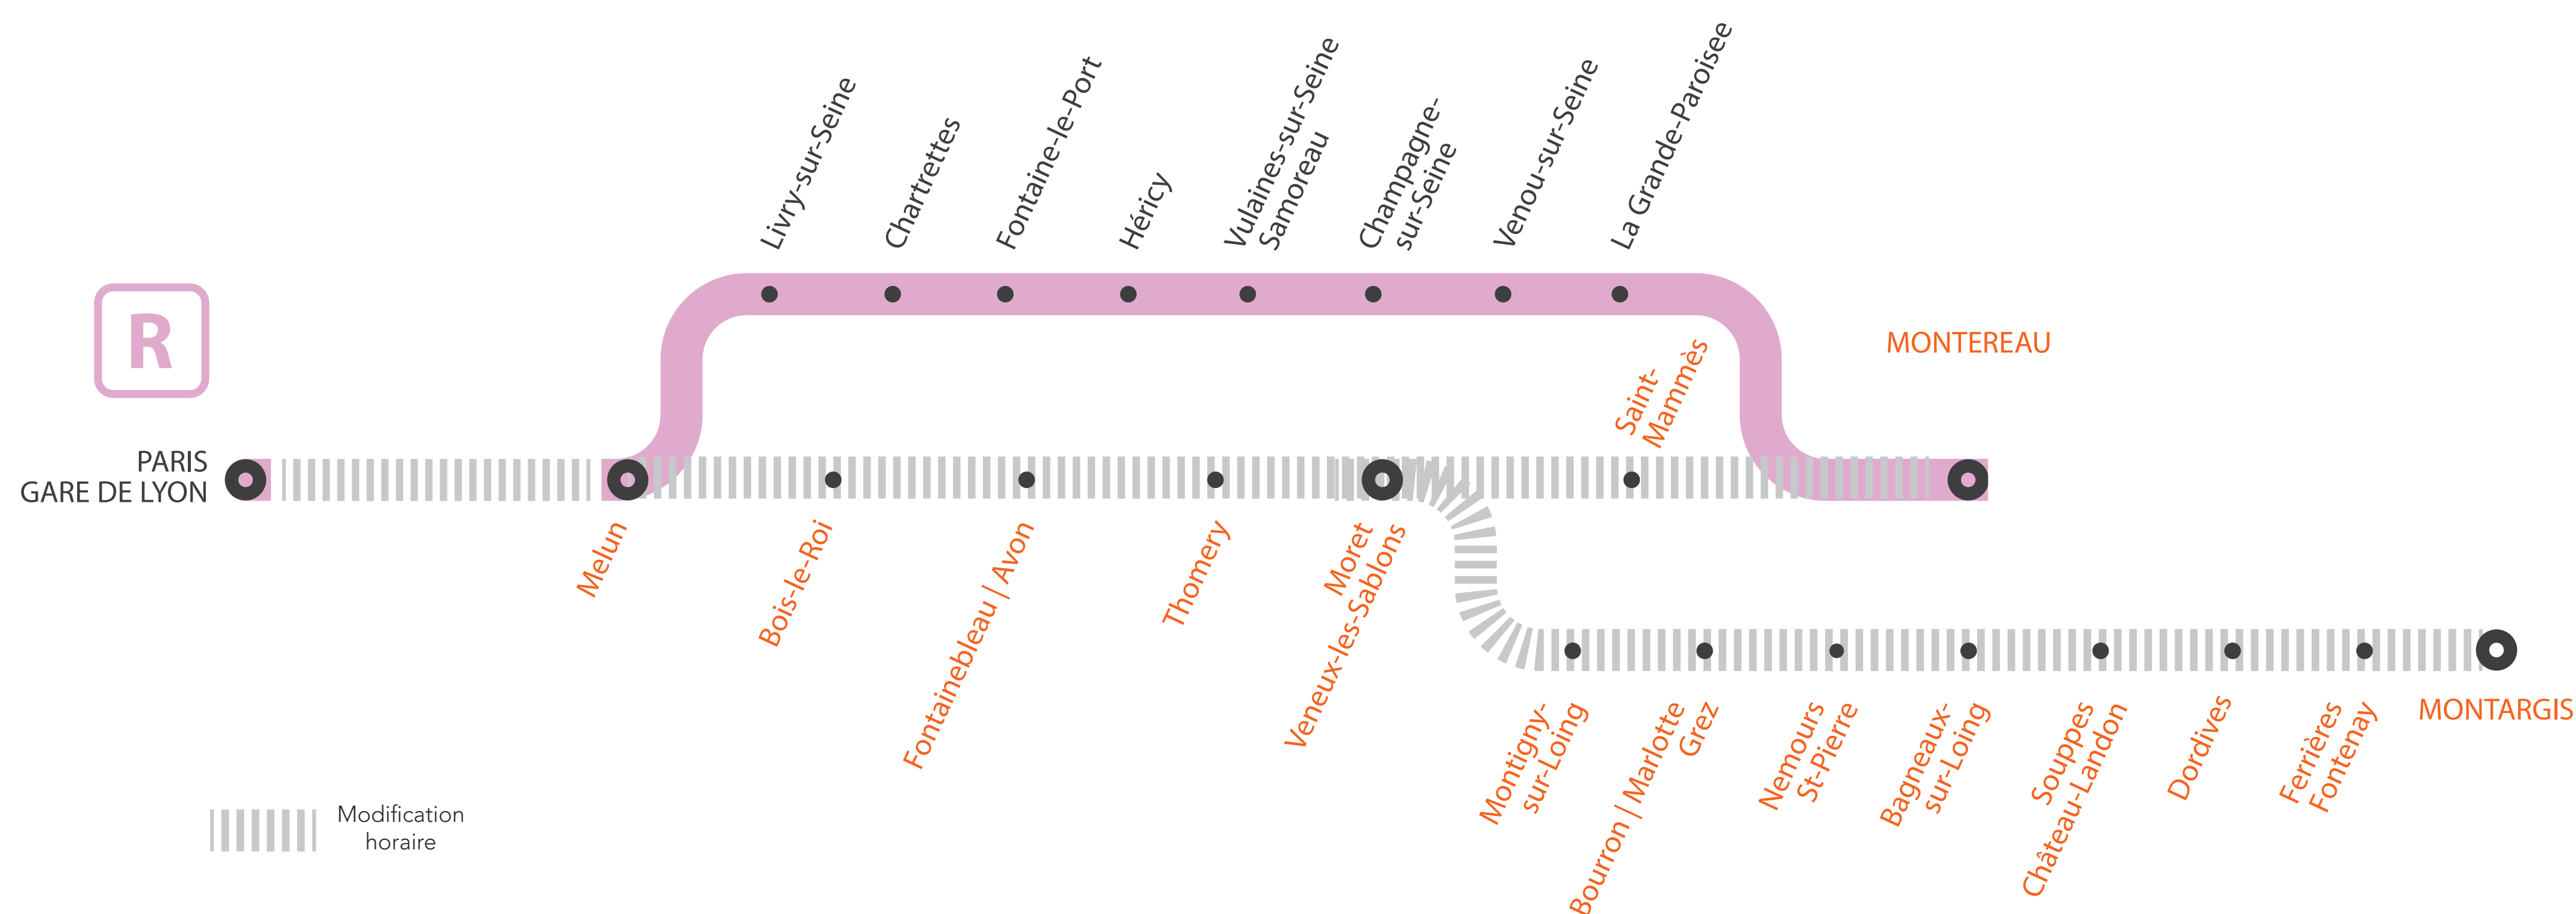 Livry-sur-Seine
Chartrettes
Fontaine-le-Port
Héricy
Vulaines-sur-Seine
Samoreau
Champagne-
sur-Seine
Venou-sur-Seine
La Grande-Paroisee
R
MONTEREAU
Saint-
Mammès
PARIS
GARE DE LYON
Melun
Bois-le-Roi
Fontainebleau | Avon
Thomery
Moret
Veneux-les-Sablons
Montigny-
sur-Loing
Bourron | Marlotte
Grez
Nemours
St-Pierre
Bagneaux-
sur-Loing
Souppes
Château-Landon
Dordives
Ferrières
Fontenay
MONTARGIS
Modification
horaire